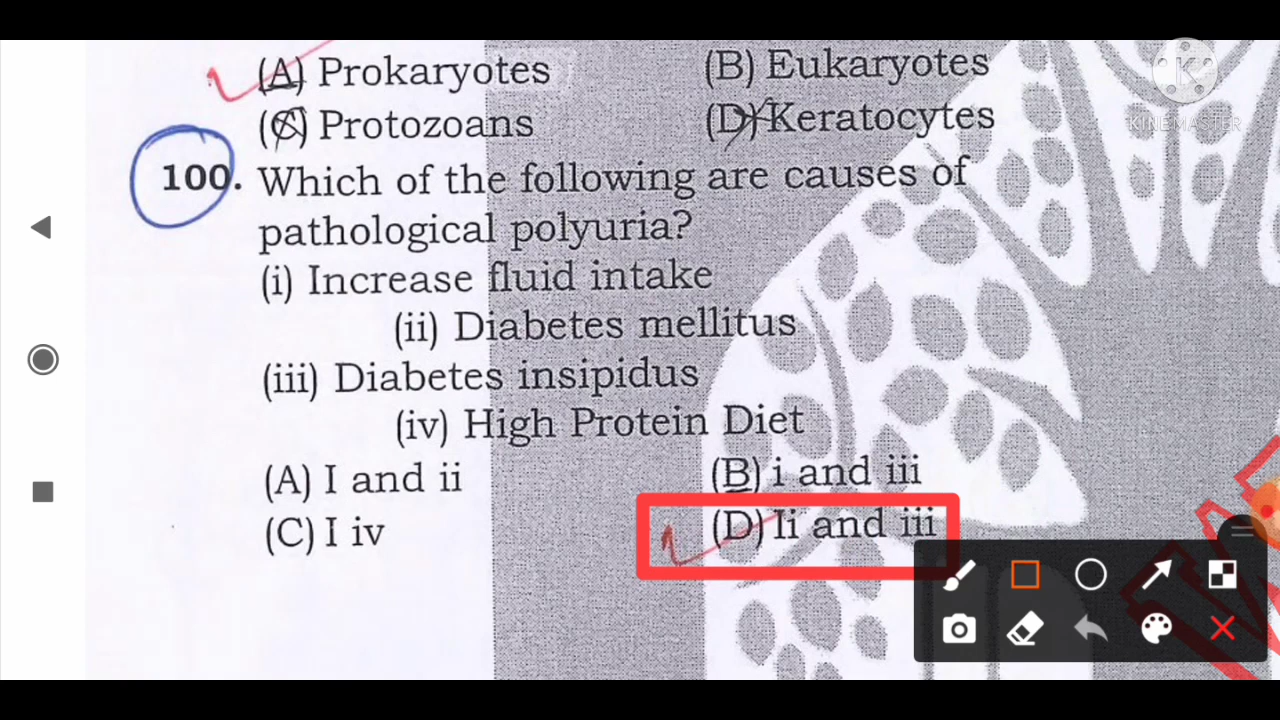 (A) Prokaryotes (B) Eukaryotes
(C) Protozoans (D) Keratocytes
100. Which of the following are causes of
pathological polyuria?
(i) Increase fluid intake
(ii) Diabetes mellitus
(iii) Diabetes insipidus
(iv) High Protein Diet
(A) I and ii (B) i and iii
(C) I iv (D) Ii and iii
K
KINEMASTER